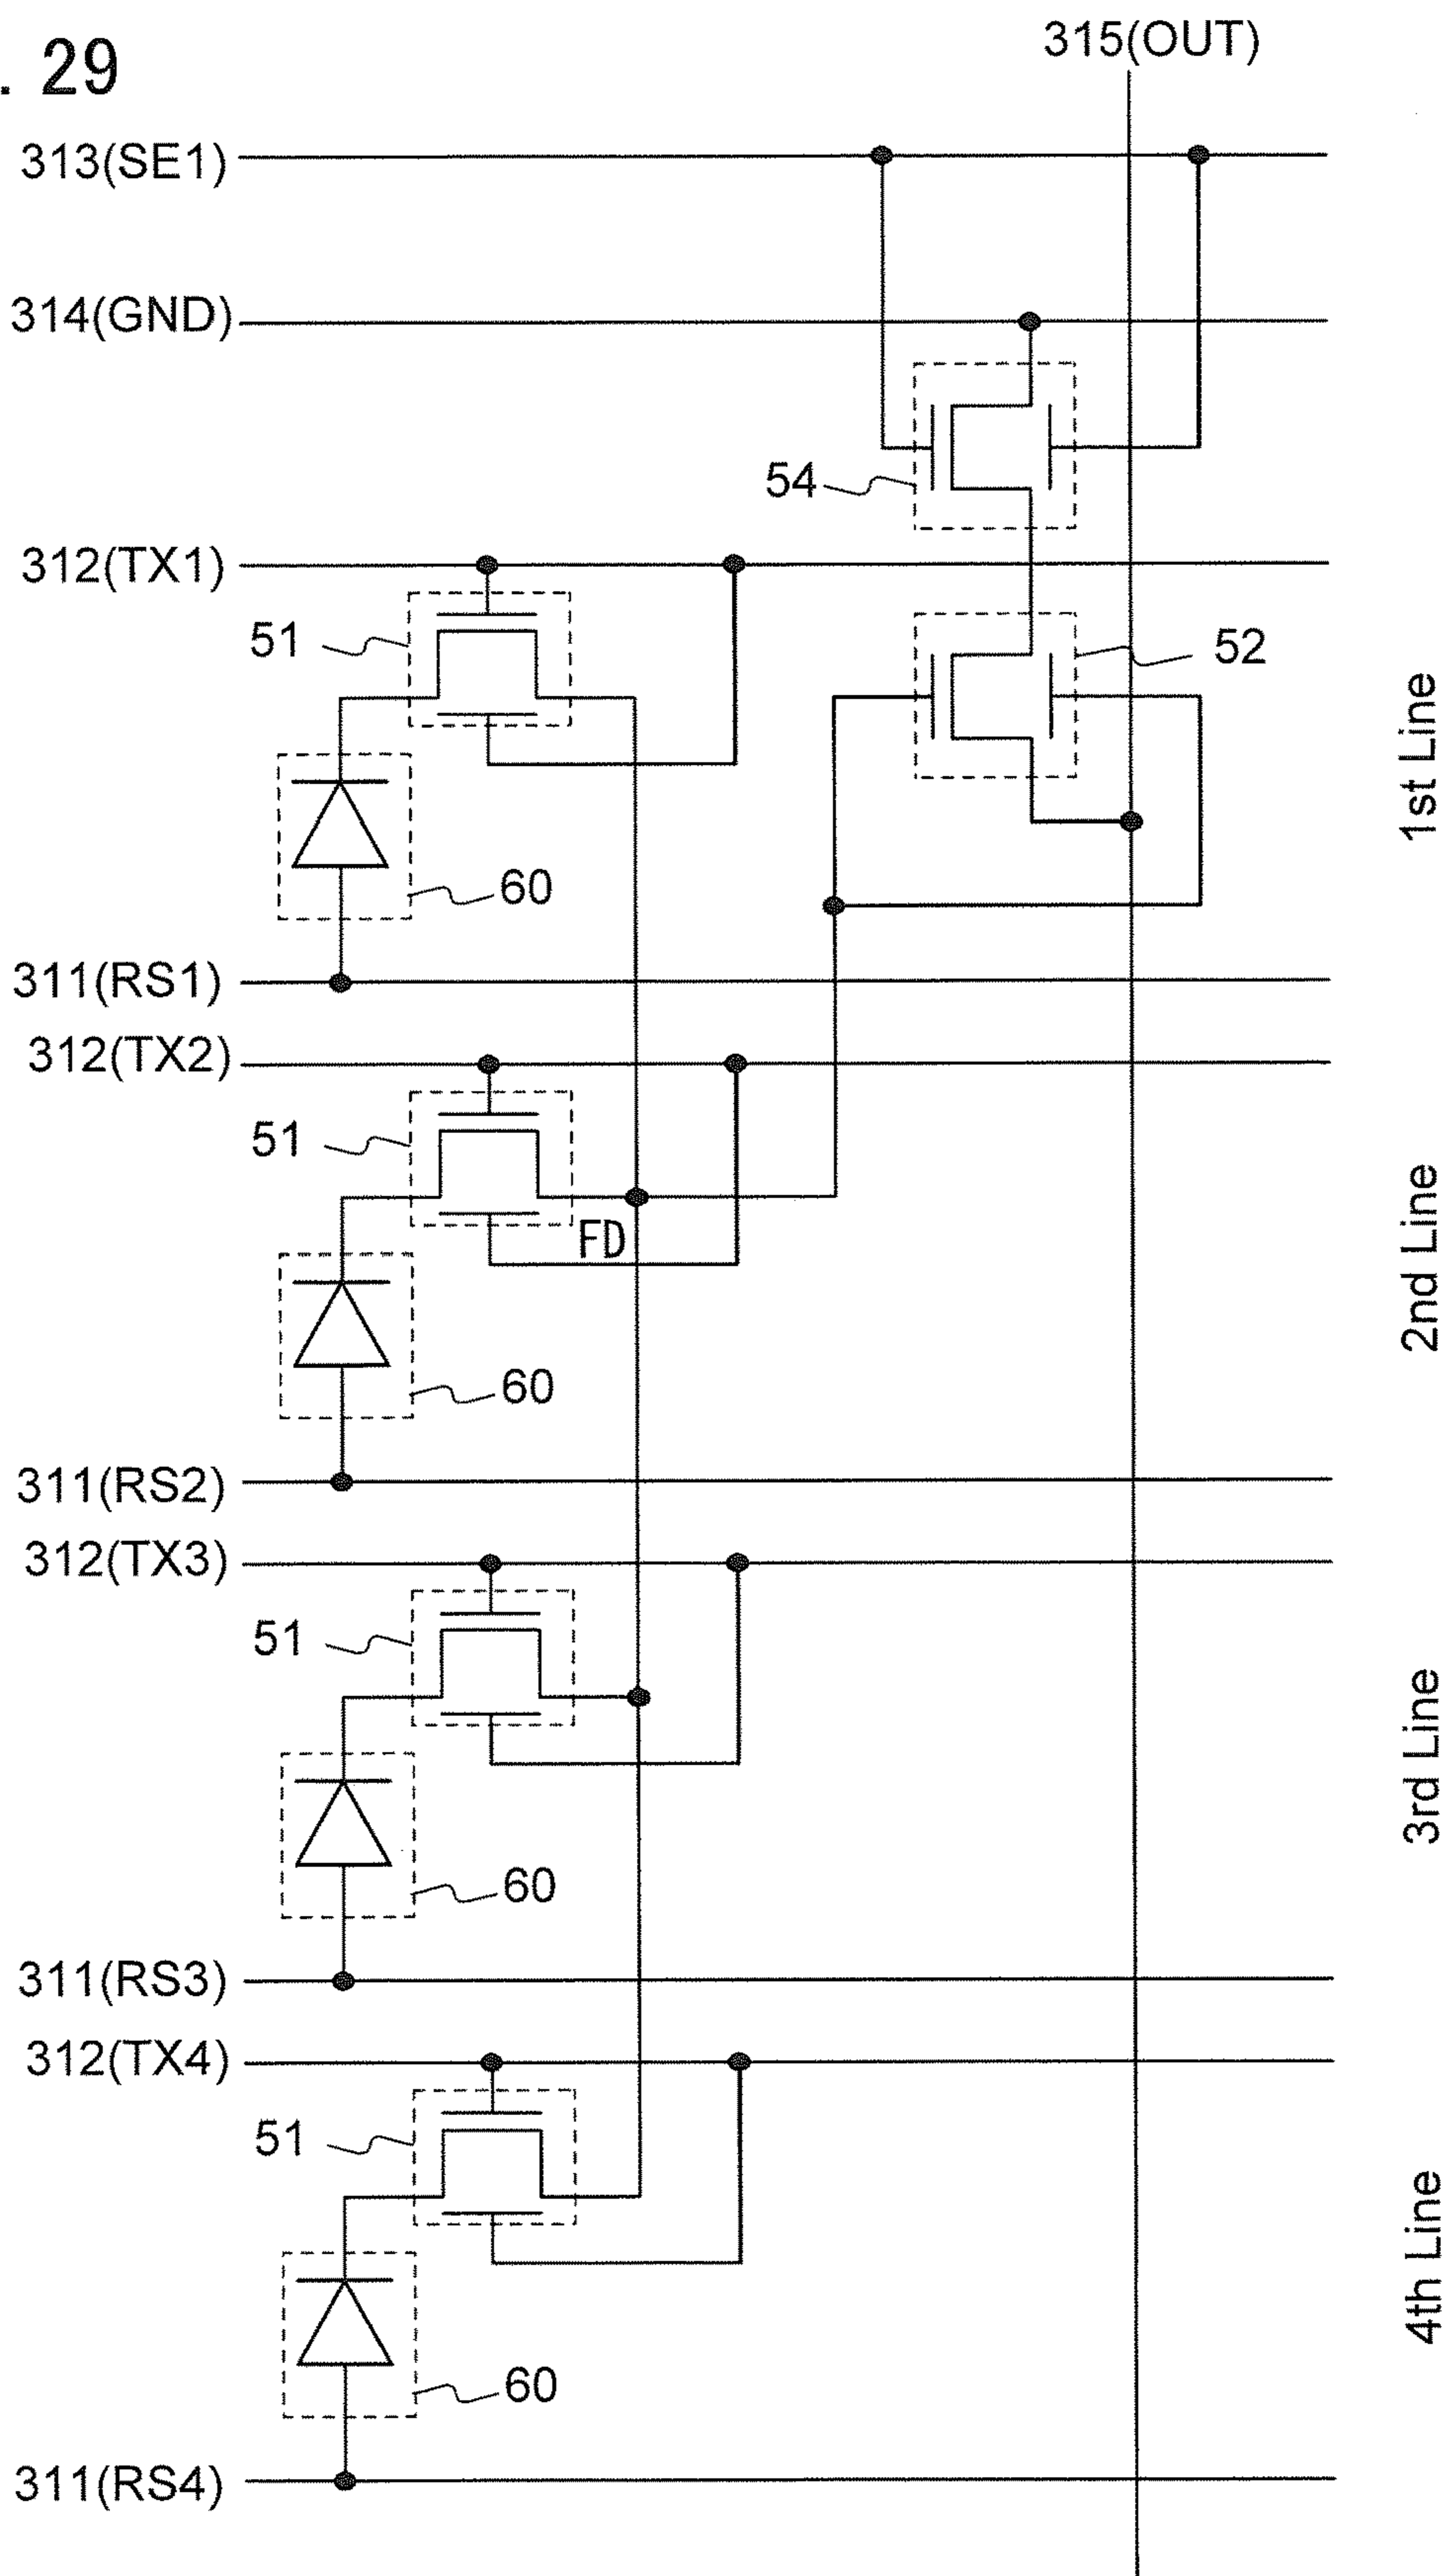 . 29
315(OUT)
313(SE1)
314(GND)
54
312(TX1)
51
52
60
1st Line
311(RS1)
312(TX2)
51
FD
60
2nd Line
311(RS2)
312(TX3)
51
60
3rd Line
311(RS3)
312(TX4)
51
60
4th Line
311(RS4)